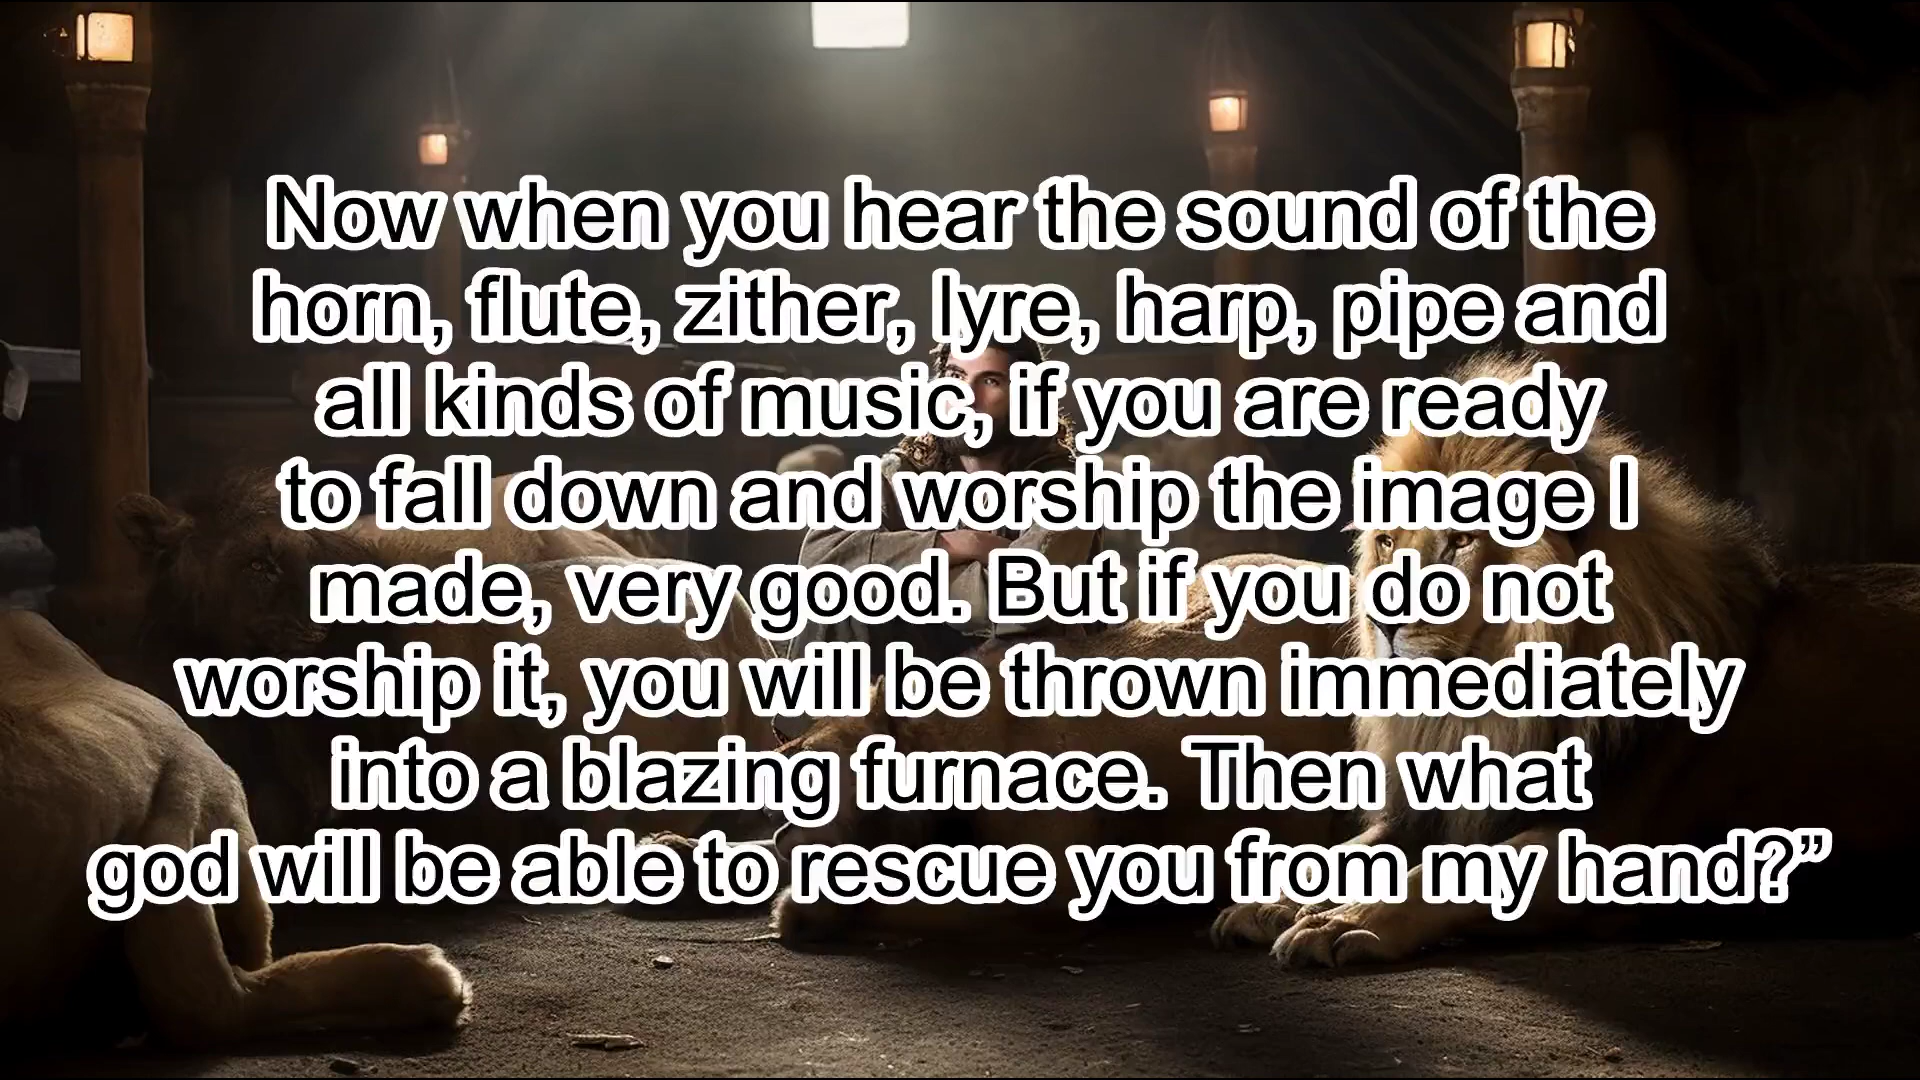 Now when you hear the sound of the
horn, flute, zither, lyre, harp, pipe and
all kinds of music, if you are ready
to fall down and worship the image I
made, very good. But if you do not
worship it, you will be thrown immediately
into a blazing furnace. Then what
god will be able to rescue you from my hand?”